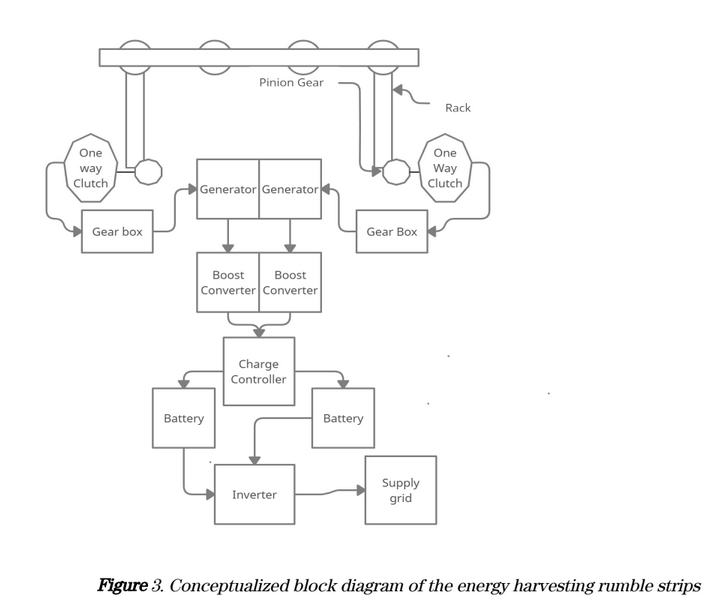 Pinion Gear
Rack
One
way
Clutch
One
Way
Clutch
Generator
Generator
Gear box
Gear Box
Boost
Converter
Boost
Converter
Charge
Controller
Battery
Battery
Inverter
Supply
grid
Figure 3. Conceptualized block diagram of the energy harvesting rumble strips